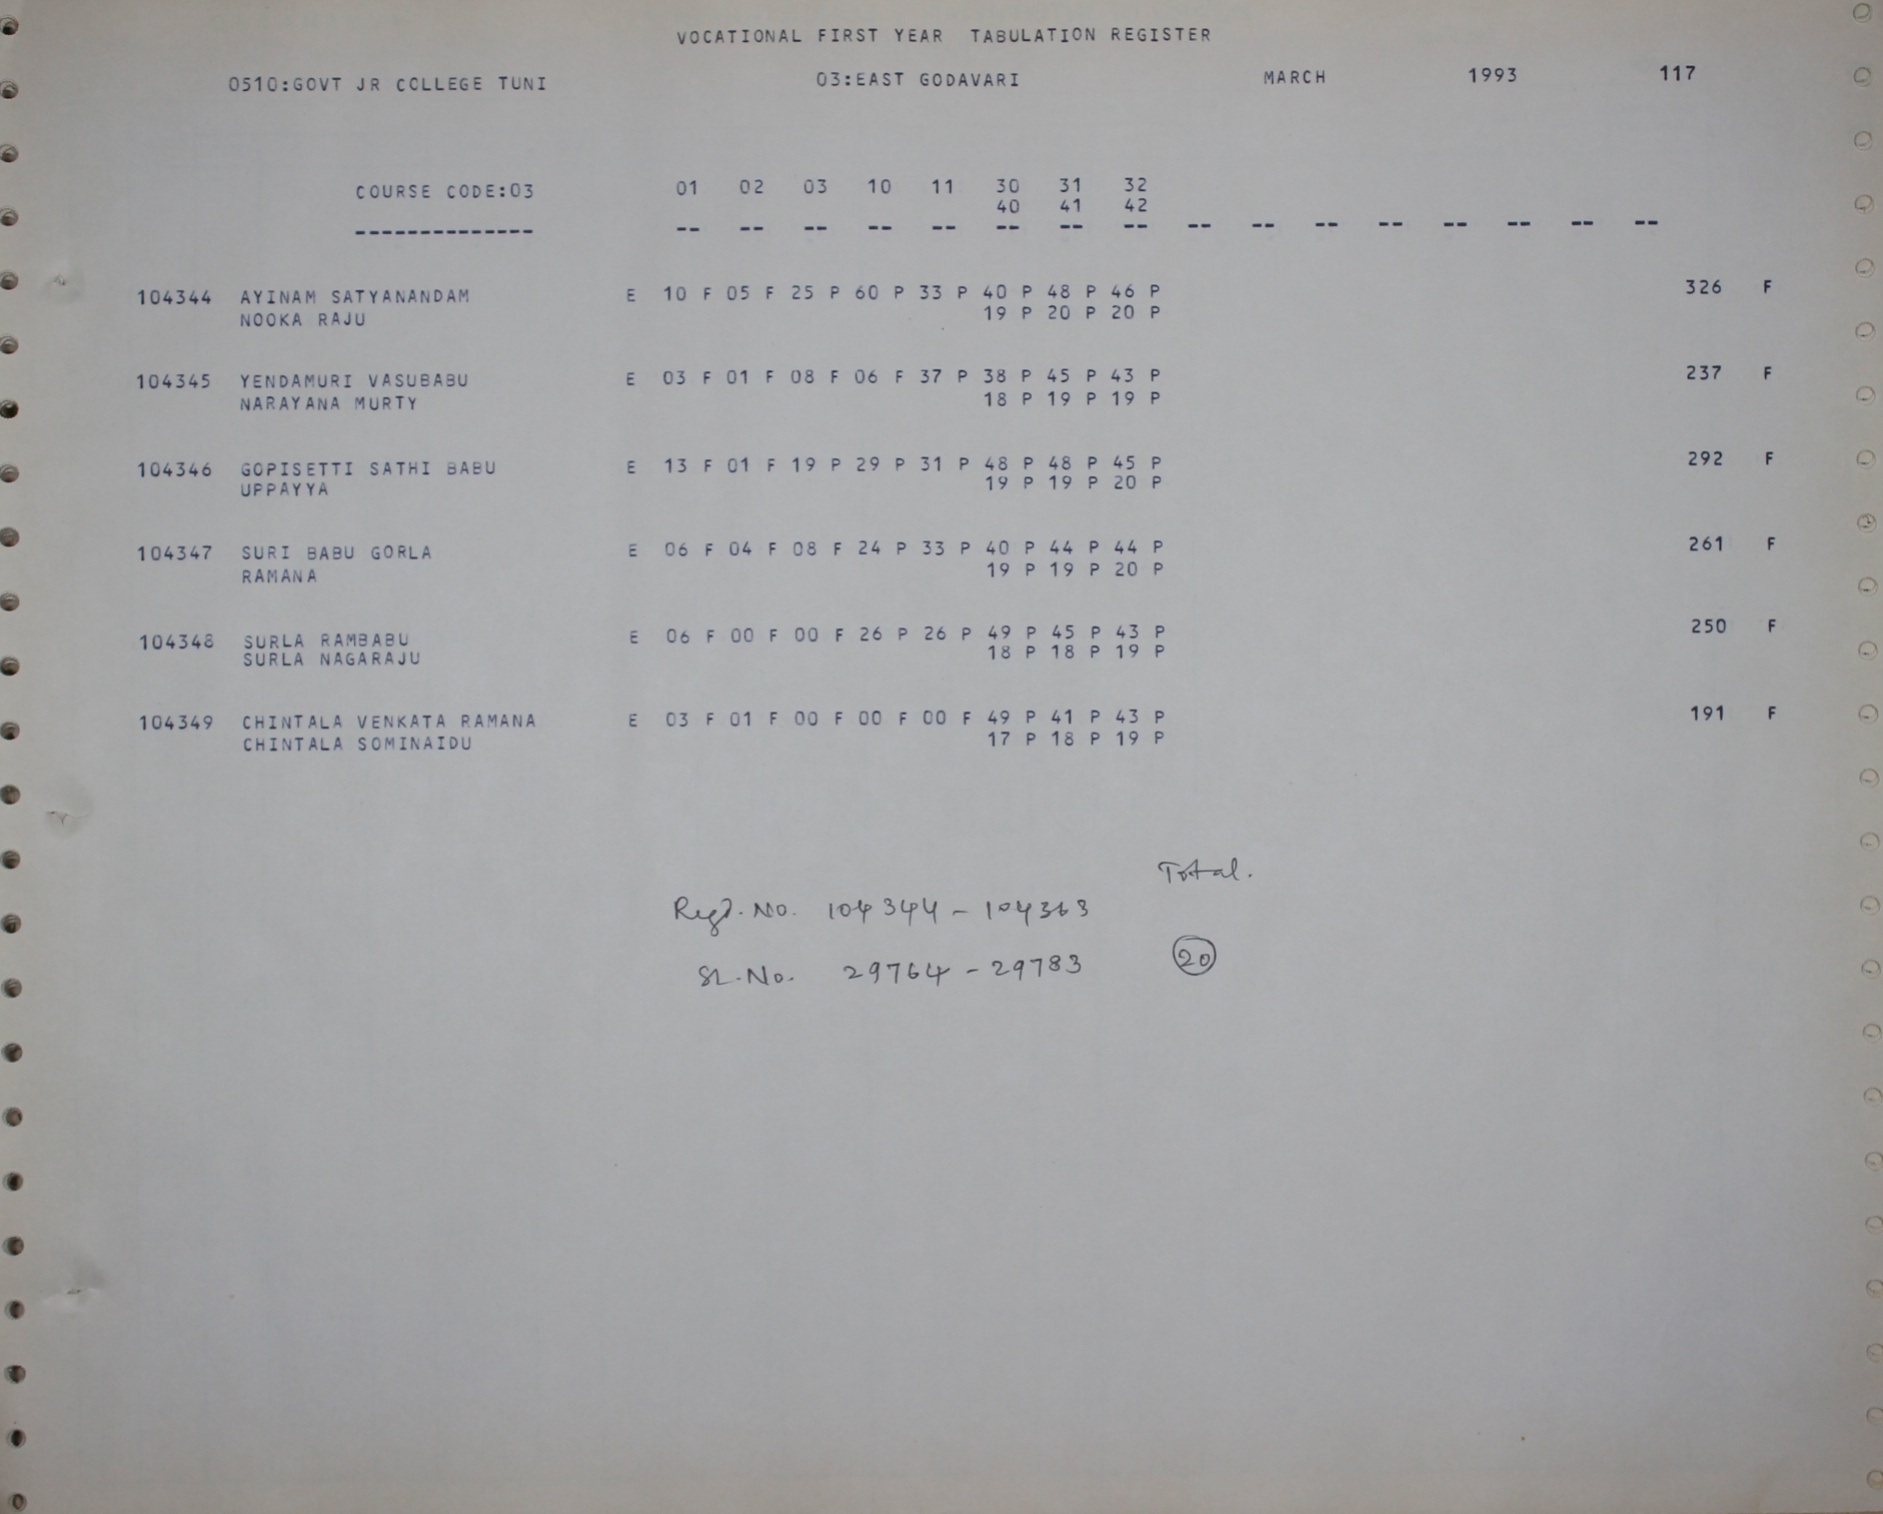 VOCATIONAL FIRST YEAR TABULATION REGISTER
0510:GOVT JR COLLEGE TUNI 03:EAST GODAVARI MARCH 1993 117
COURSE CODE:03 01 02 03 10 11 30 31 32
40 41 42
-------------- -- -- -- -- -- -- -- -- -- -- -- -- -- -- -- --
104344 AYINAM SATYANANDAM E 10 F 05 F 25 P 60 P 33 P 40 P 48 P 46 P 326 F
NOOKA RAJU 19 P 20 P 20 P
104345 YENDAMURI VASUBABU E 03 F 01 F 08 F 06 F 37 P 38 P 45 P 43 P 237 F
NARAYANA MURTY 18 P 19 P 19 P
104346 GOPISETTI SATHI BABU E 13 F 01 F 19 P 29 P 31 P 48 P 48 P 45 P 292 F
UPPAYYA 19 P 19 P 20 P
104347 SURI BABU GORLA E 06 F 04 F 08 F 24 P 33 P 40 P 44 P 44 P 261 F
RAMANA 19 P 19 P 20 P
104348 SURLA RAMBABU E 06 F 00 F 00 F 26 P 26 P 49 P 45 P 43 P 250 F
SURLA NAGARAJU 18 P 18 P 19 P
104349 CHINTALA VENKATA RAMANA E 03 F 01 F 00 F 00 F 00 F 49 P 41 P 43 P 191 F
CHINTALA SOMINAIDU 17 P 18 P 19 P
Total.
Regd. No. 104344 - 104363
SL. No. 29764 - 29783 20